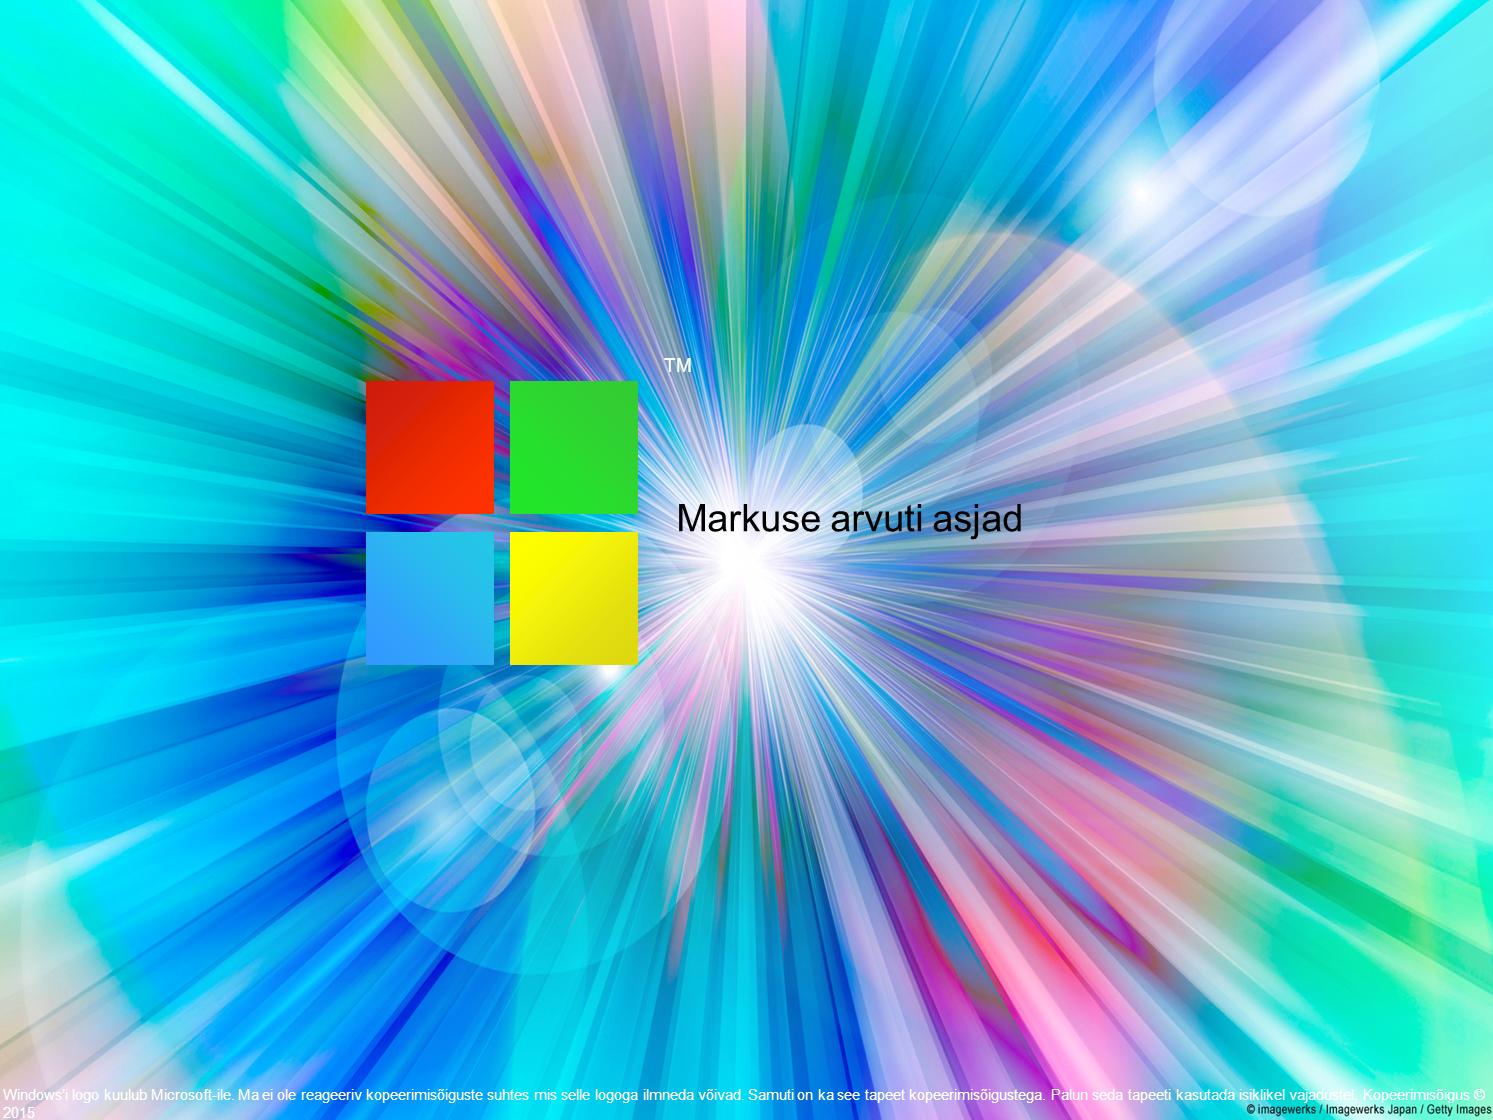 TM
Markuse arvuti asjad
Windows'i logo kuulub Microsoft-ile. Ma ei ole reageeriv kopeerimisõiguste suhtes mis selle logoga ilmneda võivad. Samuti on ka see tapeet kopeerimisõigustega. Palun seda tapeeti kasutada isiklikel vajadustel. Kopeerimisõigus ©
2015
© imagewerks / Imagewerks Japan / Getty Images